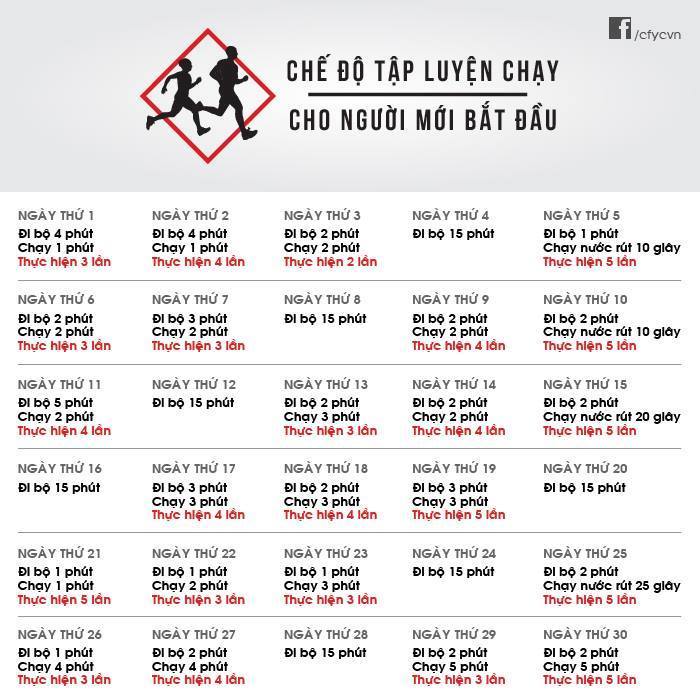 /cfycvn
CHẾ ĐỘ TẬP LUYỆN CHẠY
CHO NGƯỜI MỚI BẮT ĐẦU
NGÀY THỨ 1
Đi bộ 4 phút
Chạy 1 phút
Thực hiện 3 lần
NGÀY THỨ 2
Đi bộ 4 phút
Chạy 1 phút
Thực hiện 4 lần
NGÀY THỨ 3
Đi bộ 2 phút
Chạy 2 phút
Thực hiện 2 lần
NGÀY THỨ 4
Đi bộ 15 phút
NGÀY THỨ 5
Đi bộ 1 phút
Chạy nước rút 10 giây
Thực hiện 5 lần
NGÀY THỨ 6
Đi bộ 2 phút
Chạy 2 phút
Thực hiện 3 lần
NGÀY THỨ 7
Đi bộ 3 phút
Chạy 2 phút
Thực hiện 3 lần
NGÀY THỨ 8
Đi bộ 15 phút
NGÀY THỨ 9
Đi bộ 2 phút
Chạy 2 phút
Thực hiện 4 lần
NGÀY THỨ 10
Đi bộ 2 phút
Chạy nước rút 10 giây
Thực hiện 5 lần
NGÀY THỨ 11
Đi bộ 5 phút
Chạy 2 phút
Thực hiện 4 lần
NGÀY THỨ 12
Đi bộ 15 phút
NGÀY THỨ 13
Đi bộ 2 phút
Chạy 3 phút
Thực hiện 3 lần
NGÀY THỨ 14
Đi bộ 2 phút
Chạy 2 phút
Thực hiện 4 lần
NGÀY THỨ 15
Đi bộ 2 phút
Chạy nước rút 20 giây
Thực hiện 5 lần
NGÀY THỨ 16
Đi bộ 15 phút
NGÀY THỨ 17
Đi bộ 3 phút
Chạy 3 phút
Thực hiện 4 lần
NGÀY THỨ 18
Đi bộ 2 phút
Chạy 3 phút
Thực hiện 4 lần
NGÀY THỨ 19
Đi bộ 3 phút
Chạy 3 phút
Thực hiện 5 lần
NGÀY THỨ 20
Đi bộ 15 phút
NGÀY THỨ 21
Đi bộ 1 phút
Chạy 1 phút
Thực hiện 5 lần
NGÀY THỨ 22
Đi bộ 1 phút
Chạy 2 phút
Thực hiện 3 lần
NGÀY THỨ 23
Đi bộ 1 phút
Chạy 3 phút
Thực hiện 3 lần
NGÀY THỨ 24
Đi bộ 15 phút
NGÀY THỨ 25
Đi bộ 2 phút
Chạy nước rút 25 giây
Thực hiện 5 lần
NGÀY THỨ 26
Đi bộ 1 phút
Chạy 4 phút
Thực hiện 3 lần
NGÀY THỨ 27
Đi bộ 2 phút
Chạy 4 phút
Thực hiện 4 lần
NGÀY THỨ 28
Đi bộ 15 phút
NGÀY THỨ 29
Đi bộ 2 phút
Chạy 5 phút
Thực hiện 3 lần
NGÀY THỨ 30
Đi bộ 2 phút
Chạy 5 phút
Thực hiện 4 lần